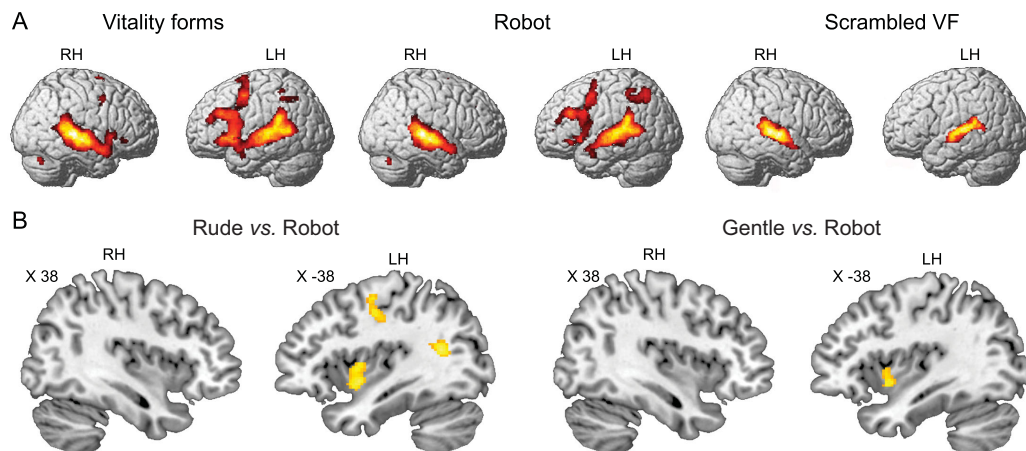 A
Vitality forms
Robot
Scrambled VF
RH
LH
RH
LH
RH
LH
B
Rude vs. Robot
Gentle vs. Robot
RH
LH
RH
LH
X 38
X -38
X 38
X -38